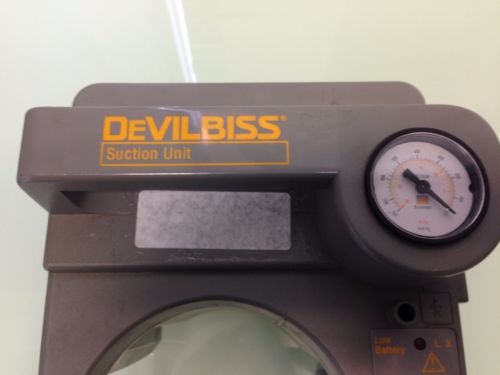 DEVILBISS®
Suction Unit
Low
Battery